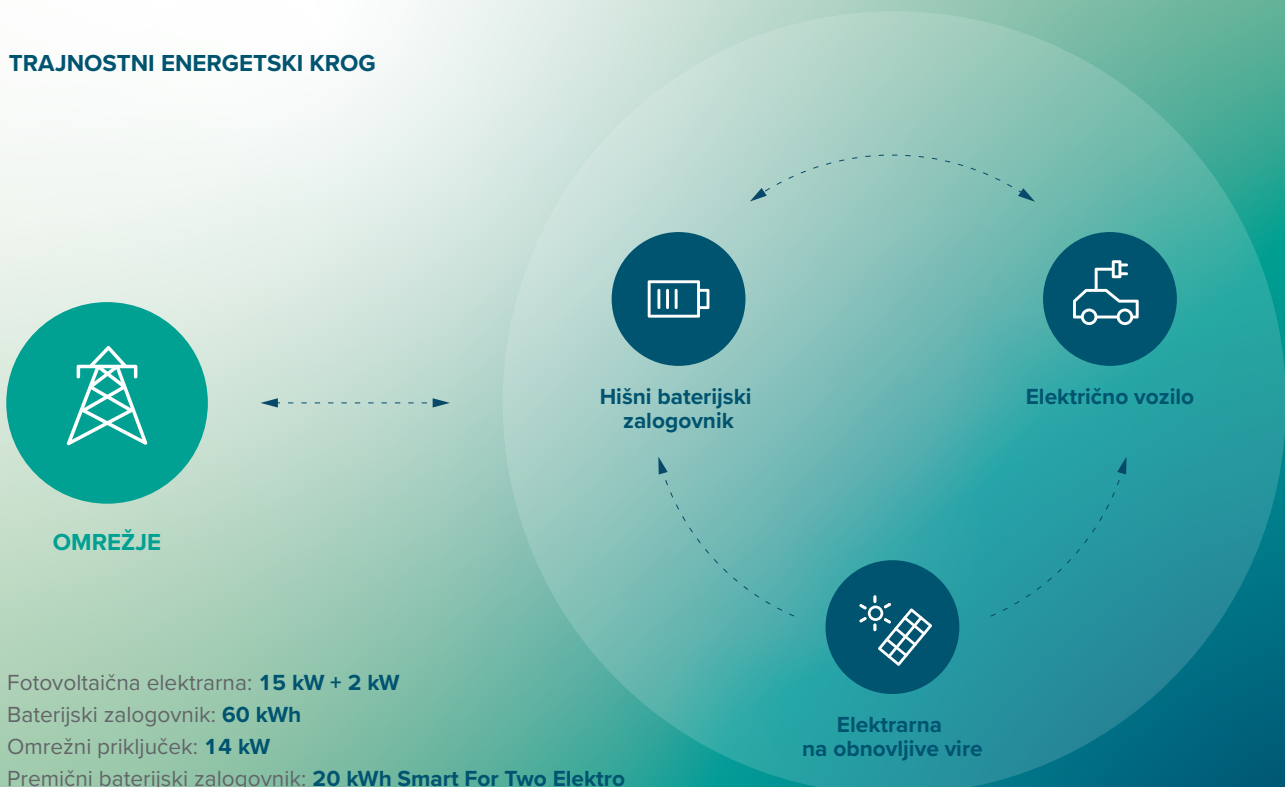 TRAJNOSTNI ENERGETSKI KROG
Hišni baterijski
zalogovnik
Električno vozilo
OMREŽJE
Elektrarna
na obnovljive vire
Fotovoltaična elektrarna: 15 kW + 2 kW
Baterijski zalogovnik: 60 kWh
Omrežni priključek: 14 kW
Premični baterijski zalogovnik: 20 kWh Smart For Two Elektro